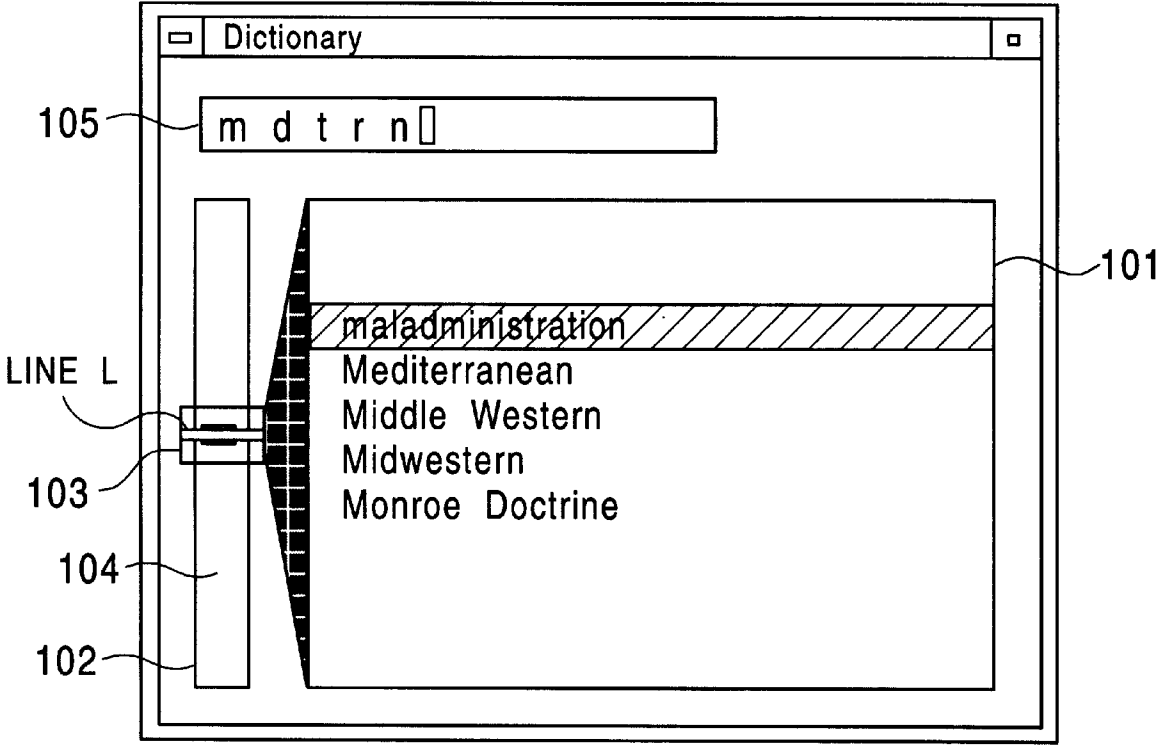 Dictionary
105
m d t r n
101
maladministration
Mediterranean
LINE L
Middle Western
Midwestern
103
Monroe Doctrine
104
102